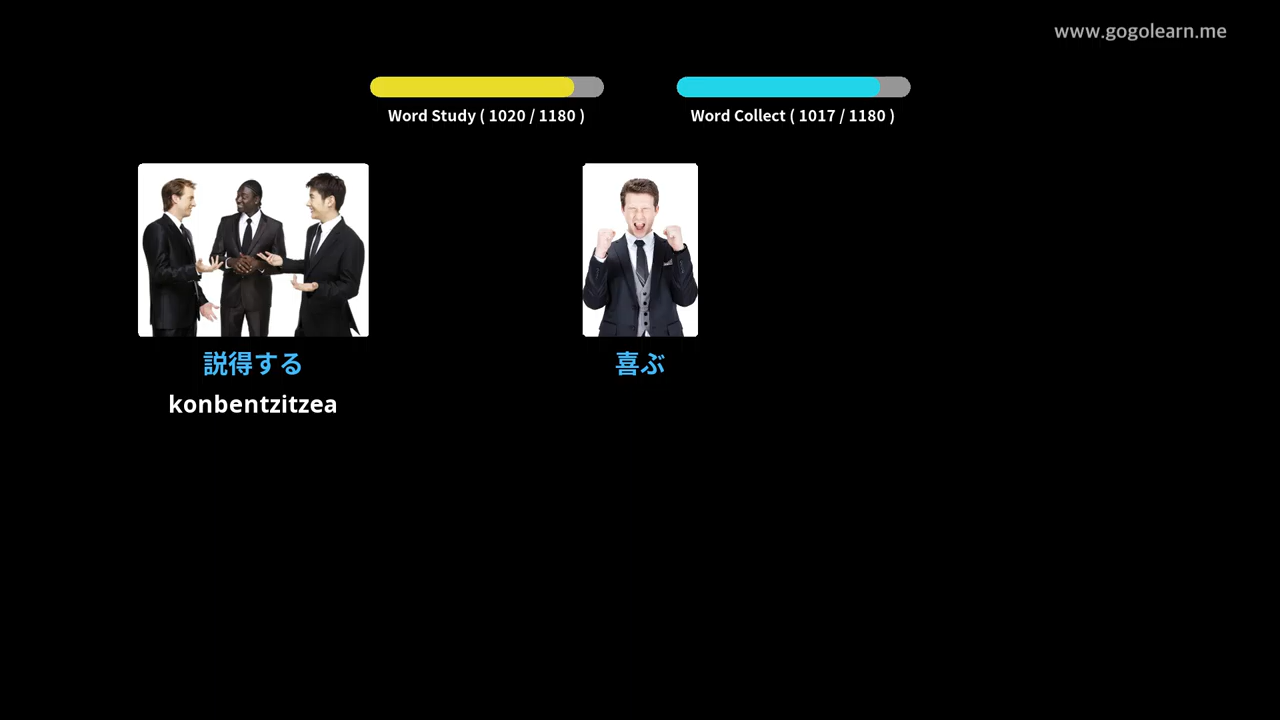 www.gogolearn.me
Word Study ( 1020 / 1180 )
Word Collect ( 1017 / 1180 )
説得する
喜ぶ
konbentzitzea